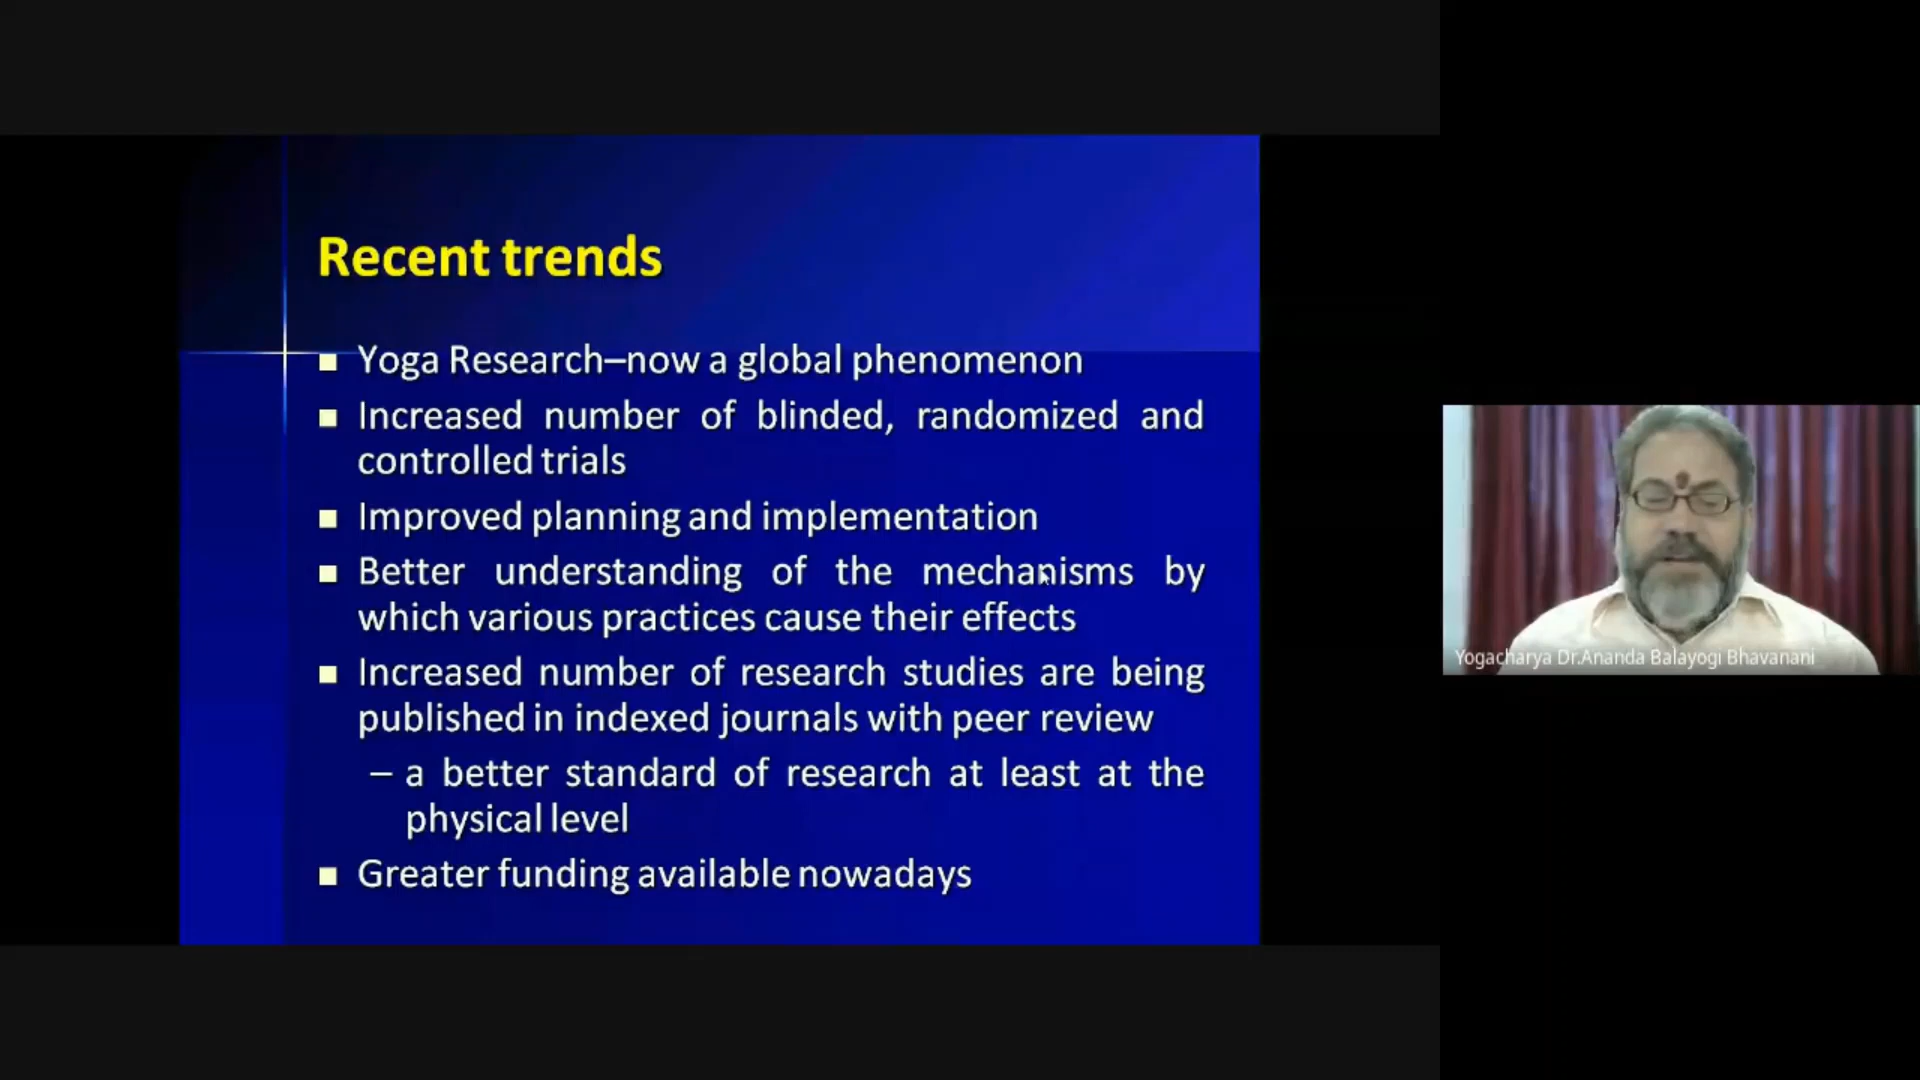 Recent trends
Yoga Research–now a global phenomenon
Increased number of blinded, randomized and
controlled trials
Improved planning and implementation
Better understanding of the mechanisms by
which various practices cause their effects
Increased number of research studies are being
published in indexed journals with peer review
– a better standard of research at least at the
physical level
Greater funding available nowadays
Yogacharya Dr.Ananda Balayogi Bhavanani